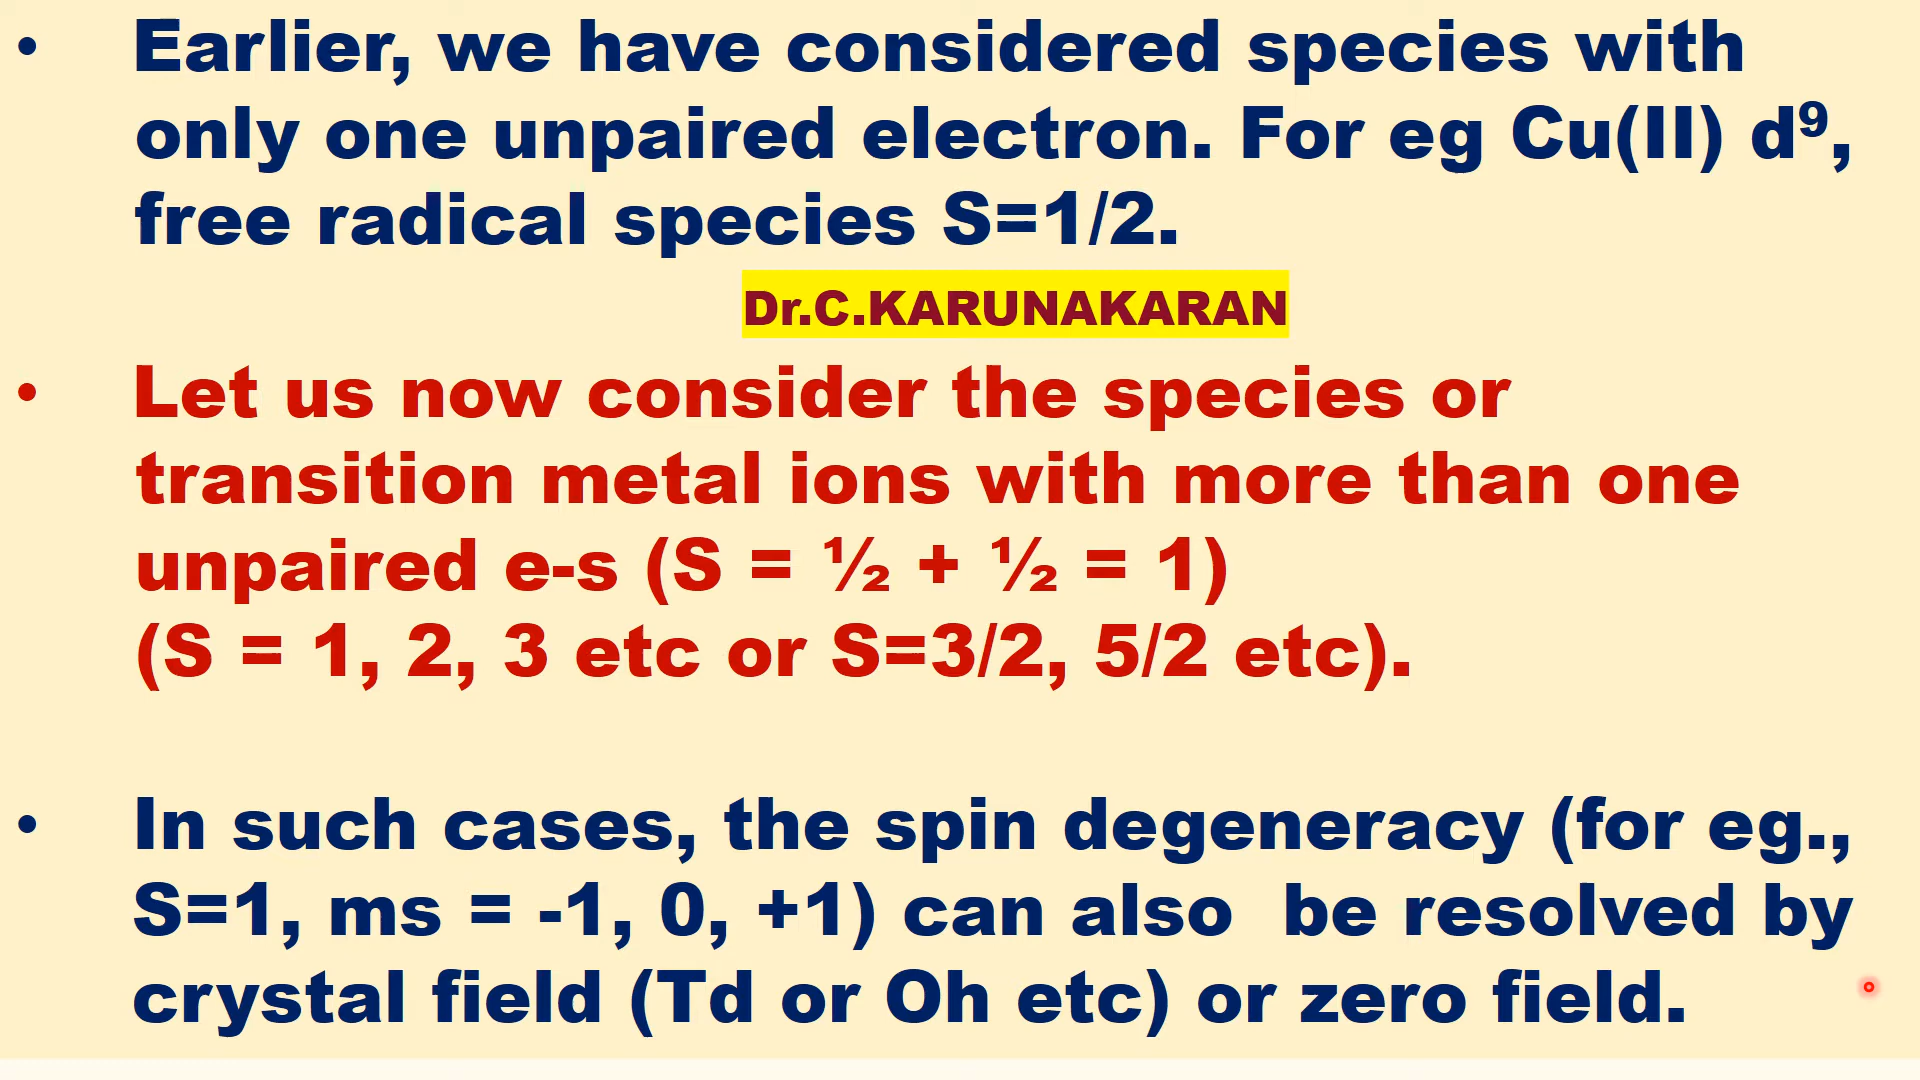 • Earlier, we have considered species with
only one unpaired electron. For eg Cu(II) d⁹,
free radical species S=1/2.
Dr.C.KARUNAKARAN
• Let us now consider the species or
transition metal ions with more than one
unpaired e-s (S = ½ + ½ = 1)
(S = 1, 2, 3 etc or S=3/2, 5/2 etc).
• In such cases, the spin degeneracy (for eg.,
S=1, ms = -1, 0, +1) can also  be resolved by
crystal field (Td or Oh etc) or zero field.